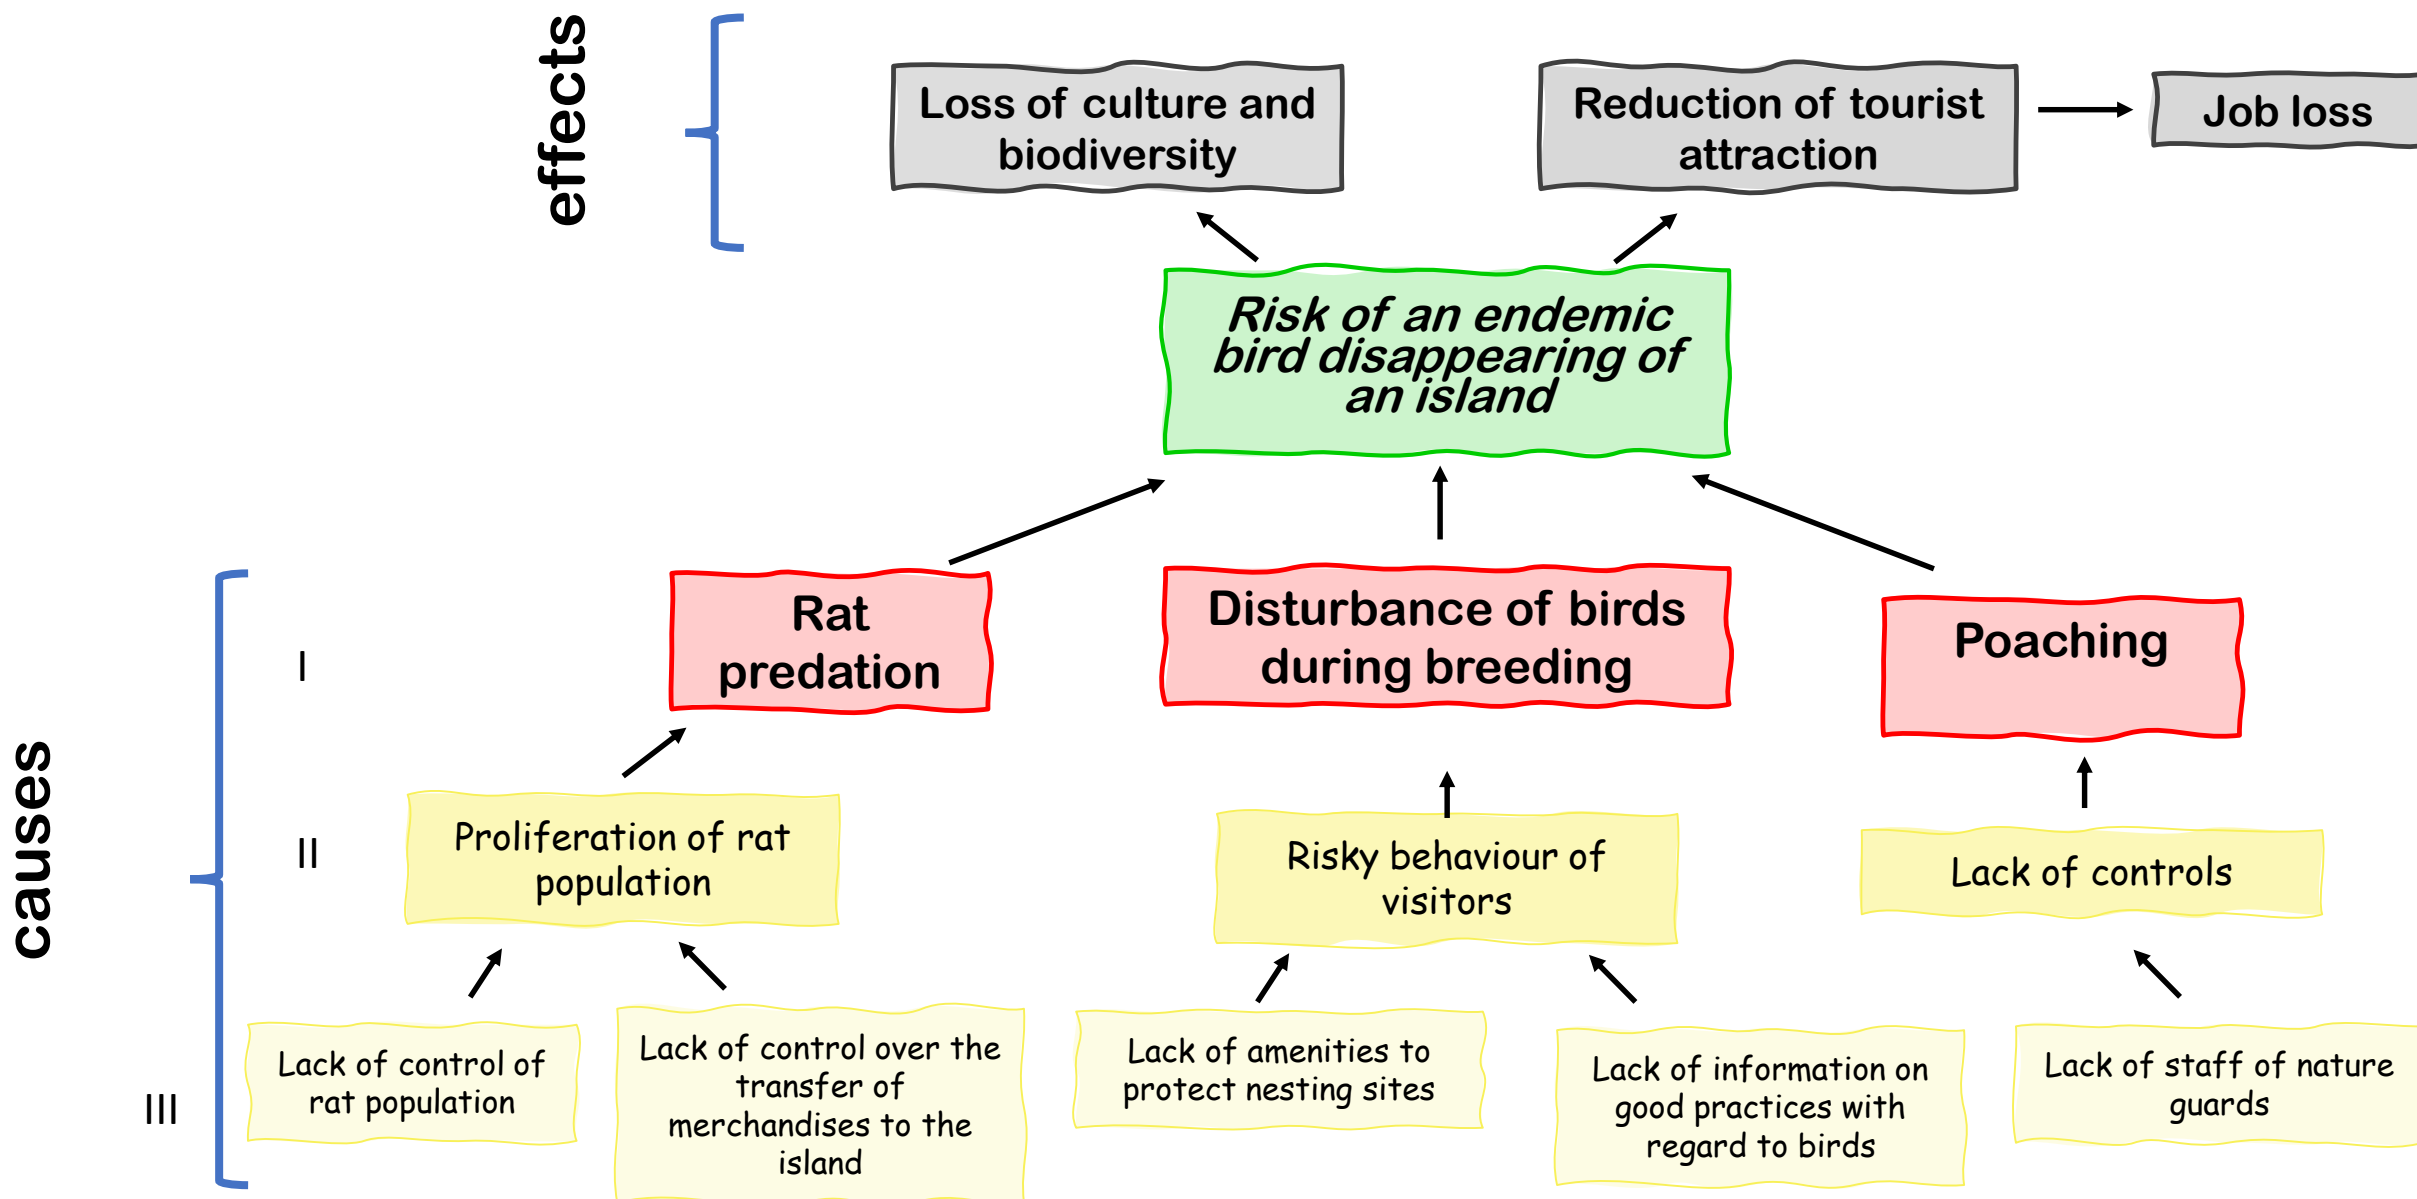 effects
Loss of culture and
biodiversity
Reduction of tourist
attraction
Job loss
Risk of an endemic
bird disappearing of
an island
causes
I
Rat
predation
Disturbance of birds
during breeding
Poaching
II
Proliferation of rat
population
Risky behaviour of
visitors
Lack of controls
III
Lack of control of
rat population
Lack of control over the
transfer of
merchandises to the
island
Lack of amenities to
protect nesting sites
Lack of information on
good practices with
regard to birds
Lack of staff of nature
guards